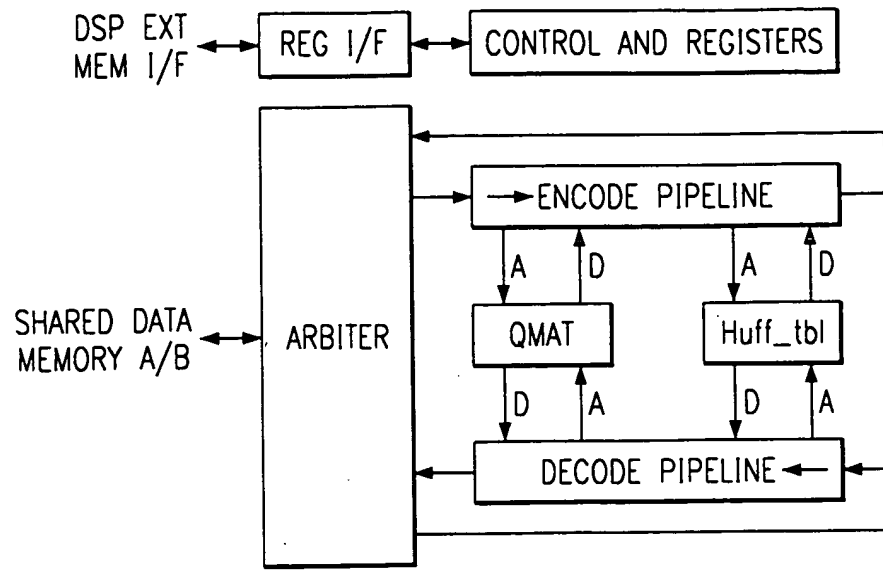 DSP EXT
MEM I/F
REG I/F
CONTROL AND REGISTERS
ENCODE PIPELINE
A
D
A
D
SHARED DATA
MEMORY A/B
ARBITER
QMAT
Huff_tbl
D
A
D
A
DECODE PIPELINE